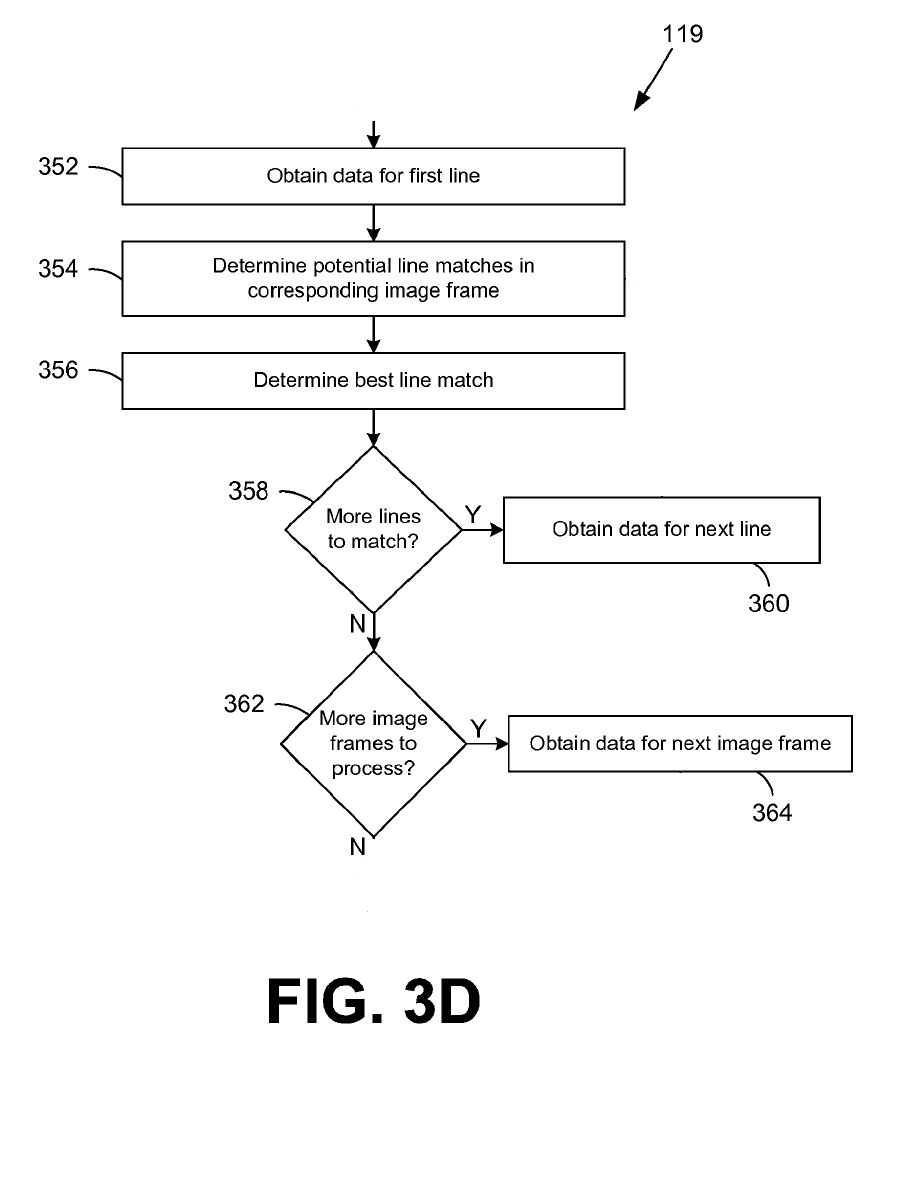 119
352
Obtain data for first line
354
Determine potential line matches in
corresponding image frame
356
Determine best line match
358
More lines
to match?
Y
Obtain data for next line
360
N
362
More image
frames to
process?
Y
Obtain data for next image frame
364
N
FIG. 3D